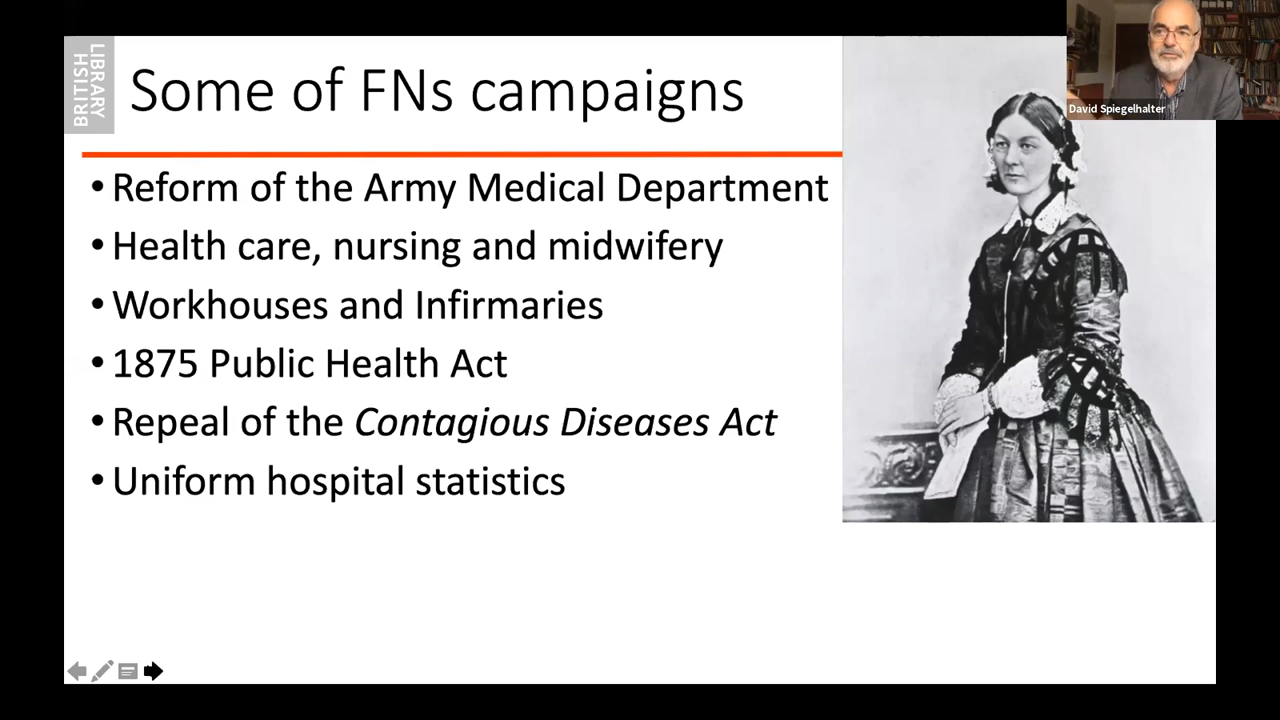 BRITISH
LIBRARY
Some of FNs campaigns
David Spiegelhalter
• Reform of the Army Medical Department
• Health care, nursing and midwifery
• Workhouses and Infirmaries
• 1875 Public Health Act
• Repeal of the Contagious Diseases Act
• Uniform hospital statistics